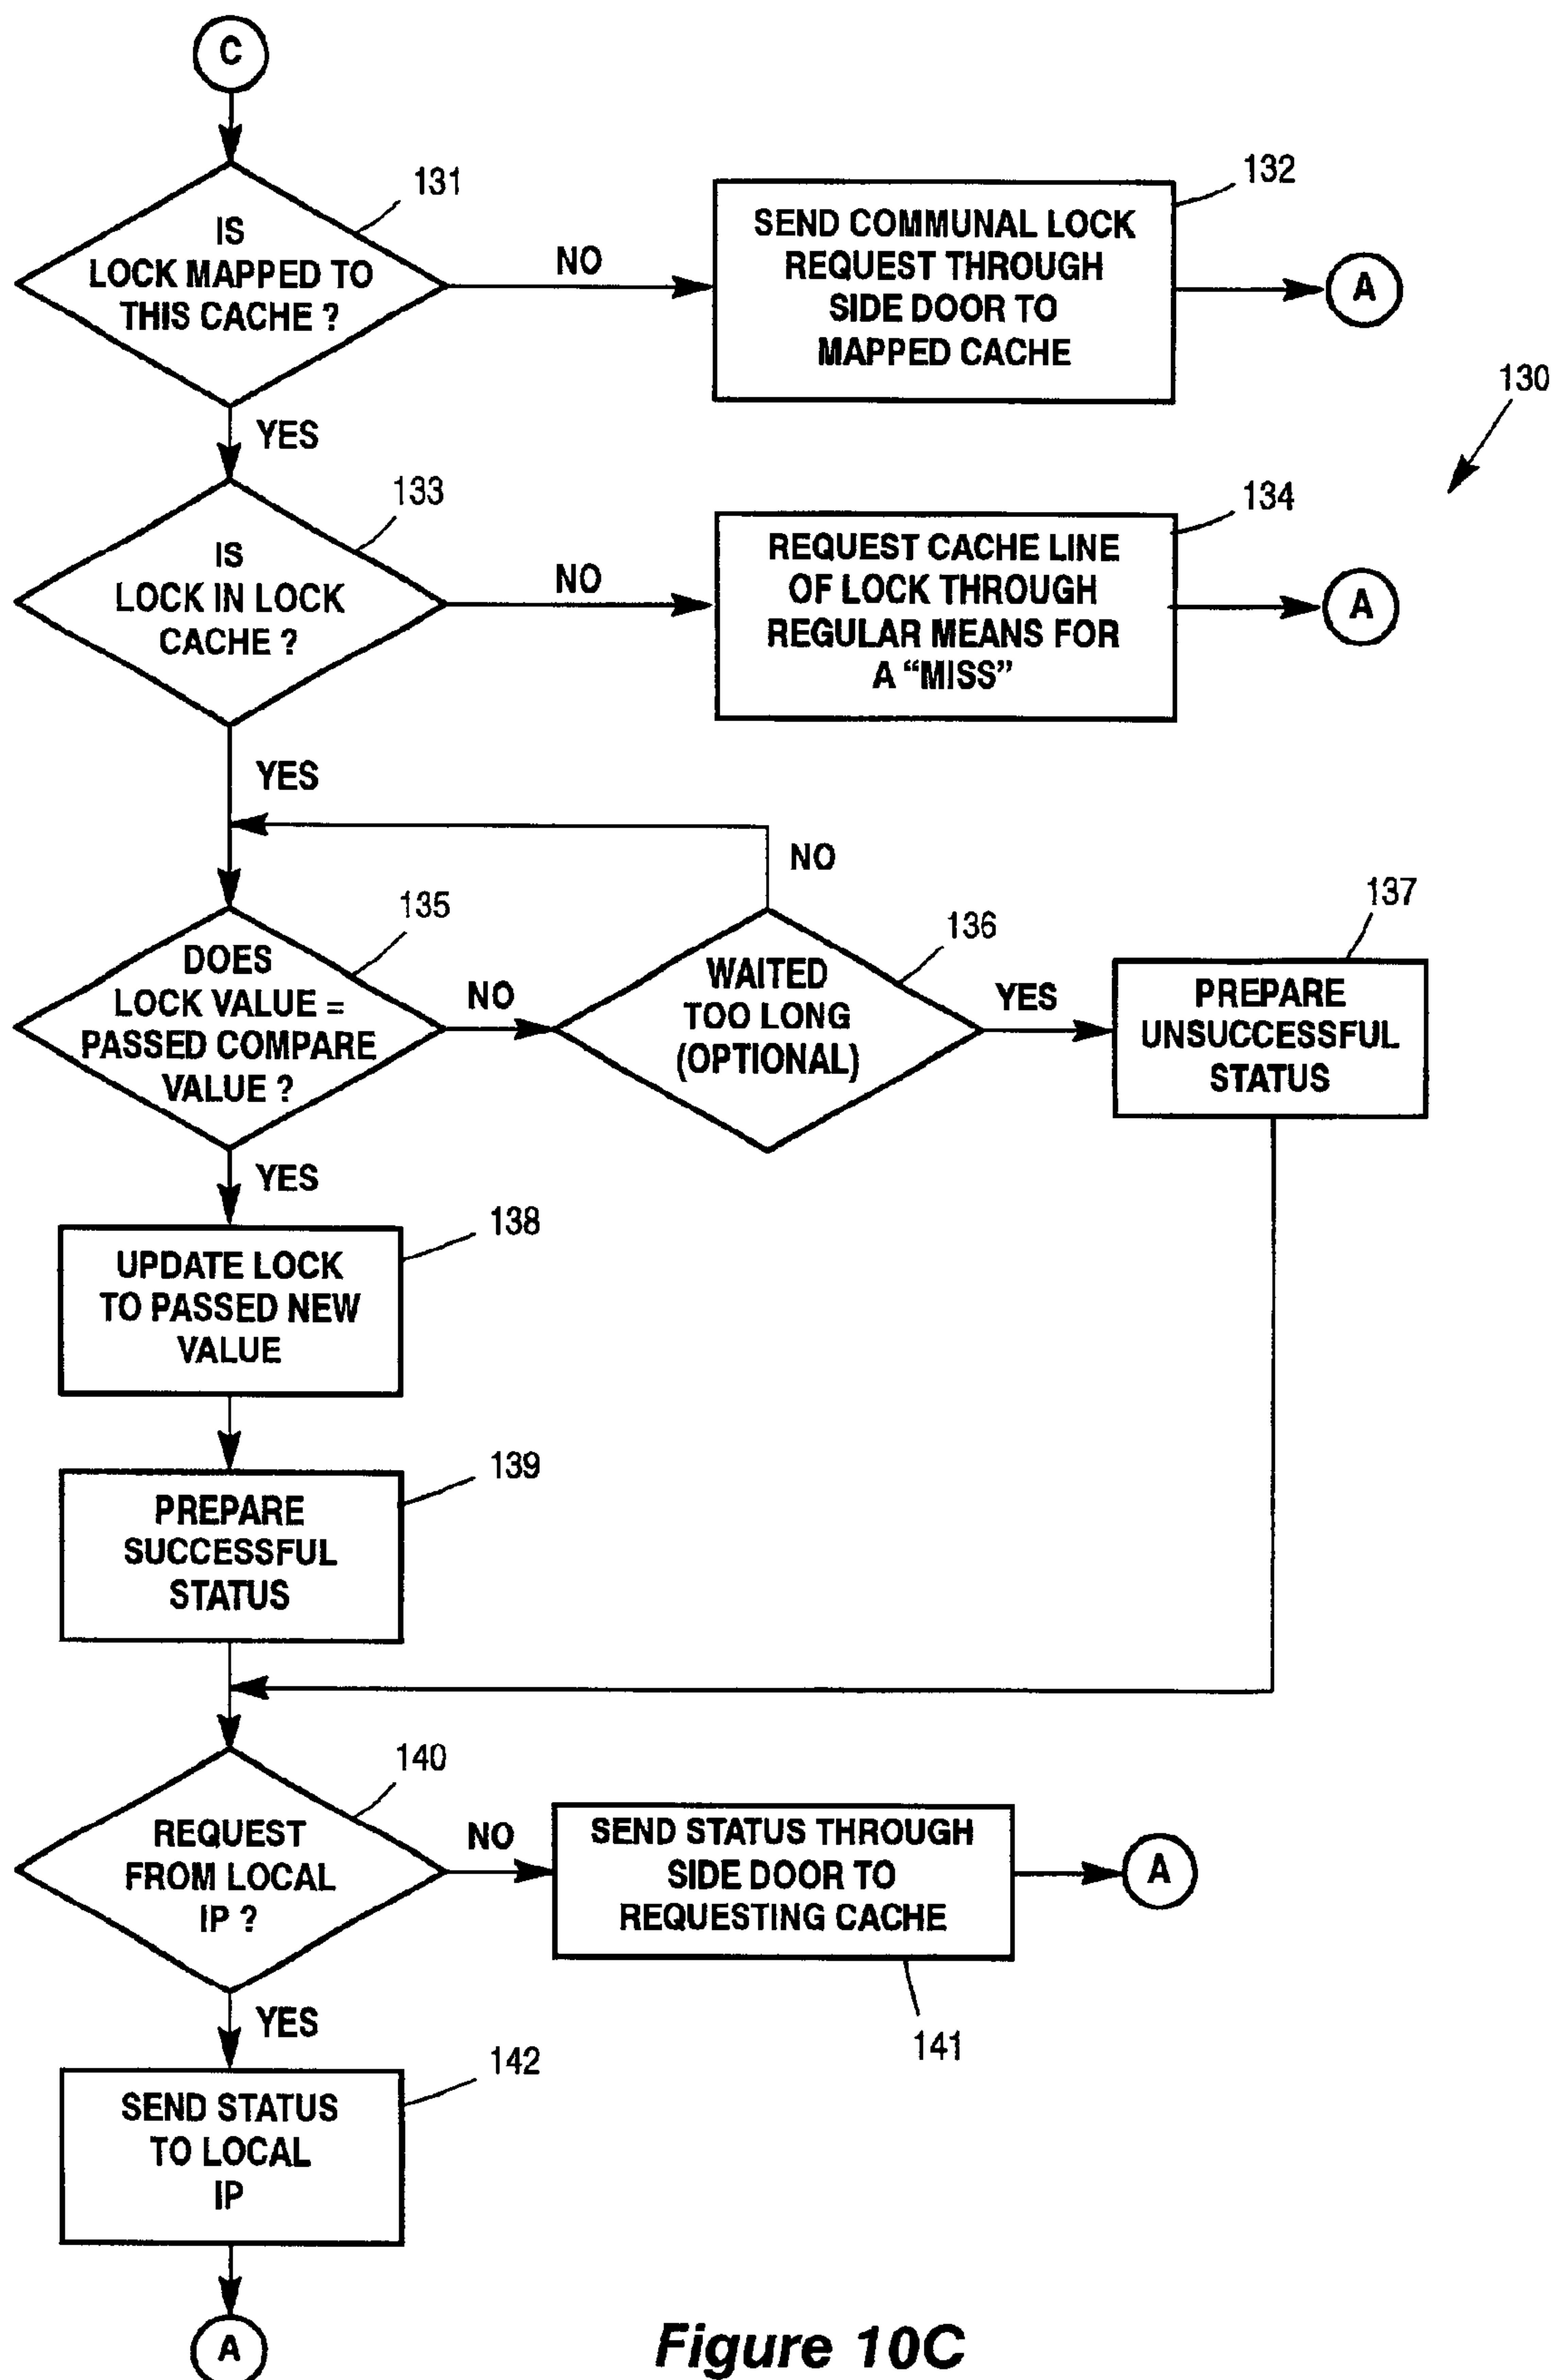 C
131
IS
LOCK MAPPED TO
THIS CACHE ?
NO
132
SEND COMMUNAL LOCK
REQUEST THROUGH
SIDE DOOR TO
MAPPED CACHE
A
130
YES
133
IS
LOCK IN LOCK
CACHE ?
NO
134
REQUEST CACHE LINE
OF LOCK THROUGH
REGULAR MEANS FOR
A “MISS”
A
YES
NO
135
DOES
LOCK VALUE =
PASSED COMPARE
VALUE ?
NO
136
WAITED
TOO LONG
(OPTIONAL)
YES
137
PREPARE
UNSUCCESSFUL
STATUS
YES
138
UPDATE LOCK
TO PASSED NEW
VALUE
139
PREPARE
SUCCESSFUL
STATUS
140
REQUEST
FROM LOCAL
IP ?
NO
SEND STATUS THROUGH
SIDE DOOR TO
REQUESTING CACHE
141
A
YES
142
SEND STATUS
TO LOCAL
IP
A
Figure 10C